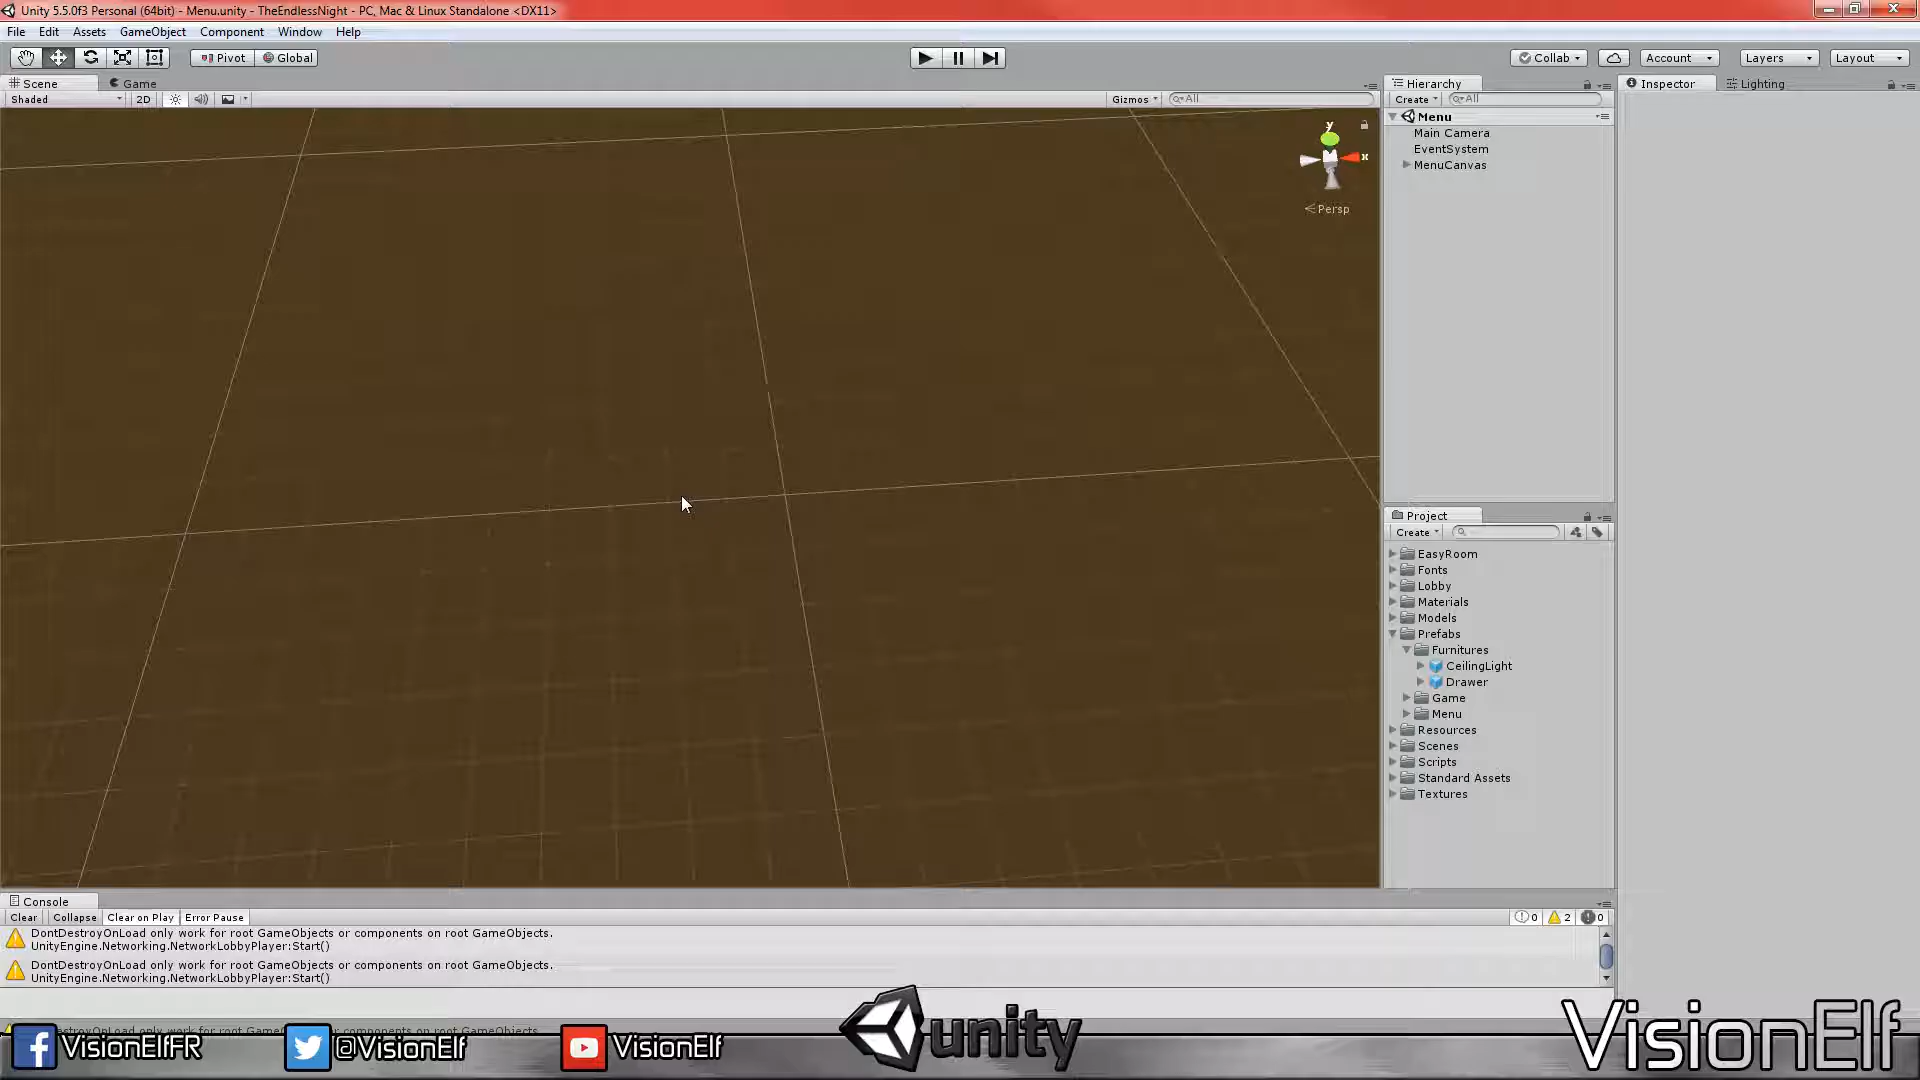 Unity 5.5.0f3 Personal (64bit) - Menu.unity - TheEndlessNight - PC, Mac & Linux Standalone <DX11>
File Edit Assets GameObject Component Window Help
Pivot Global Collab Account Layers Layout
Scene Game Hierarchy Inspector Lighting
Shaded 2D Gizmos All Create All
Menu
Main Camera
EventSystem
MenuCanvas
y
x
Persp
Project
Create
EasyRoom
Fonts
Lobby
Materials
Models
Prefabs
Furnitures
CeilingLight
Drawer
Game
Menu
Resources
Scenes
Scripts
Standard Assets
Textures
Console
Clear Collapse Clear on Play Error Pause 0 2 0
DontDestroyOnLoad only work for root GameObjects or components on root GameObjects.
UnityEngine.Networking.NetworkLobbyPlayer:Start()
DontDestroyOnLoad only work for root GameObjects or components on root GameObjects.
UnityEngine.Networking.NetworkLobbyPlayer:Start()
VisionElfFR @VisionElf VisionElf unity VisionElf